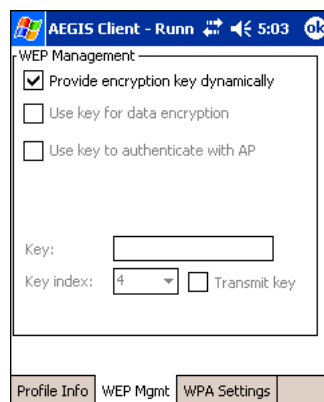 AEGIS Client - Runn 5:03 ok
WEP Management
Provide encryption key dynamically
Use key for data encryption
Use key to authenticate with AP
Key:
Key index: 4 Transmit key
Profile Info WEP Mgmt WPA Settings